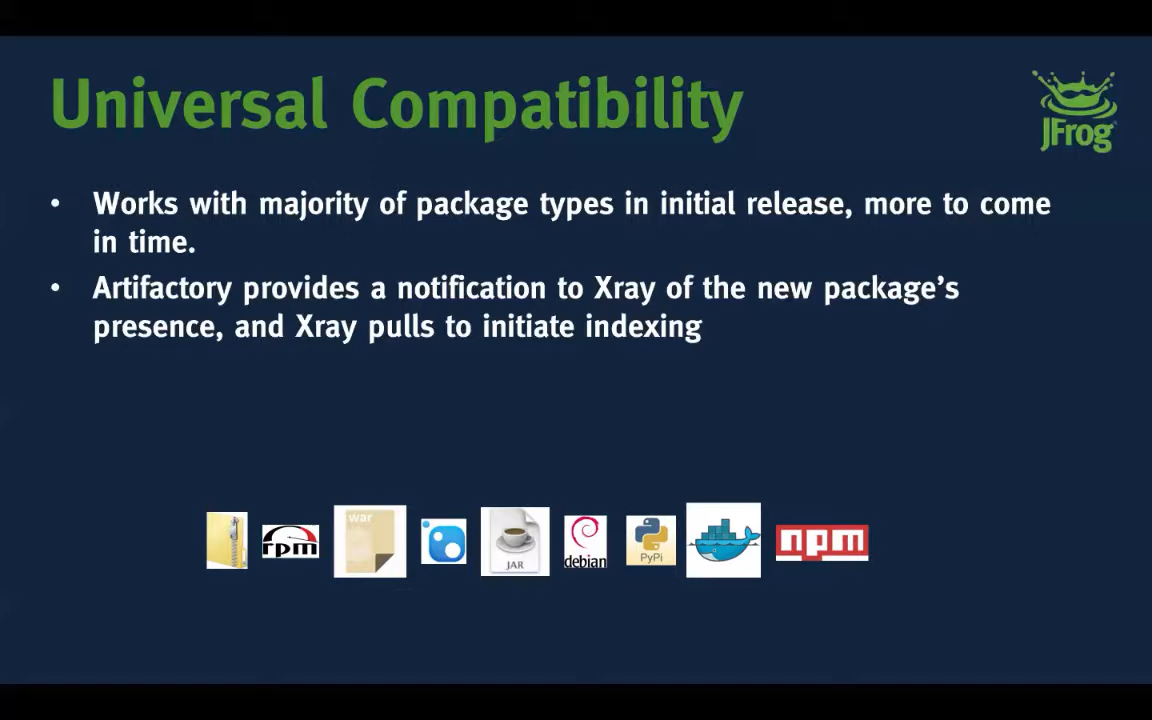 Universal Compatibility
JFrog
• Works with majority of package types in initial release, more to come
in time.
• Artifactory provides a notification to Xray of the new package’s
presence, and Xray pulls to initiate indexing
rpm
war
JAR
debian
PyPi
docker
npm